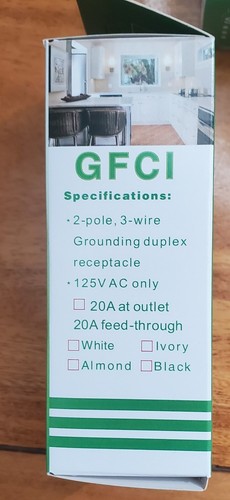 GFCI
Specifications:
· 2-pole, 3-wire
Grounding duplex
receptacle
· 125V AC only
20A at outlet
20A feed-through
White Ivory
Almond Black